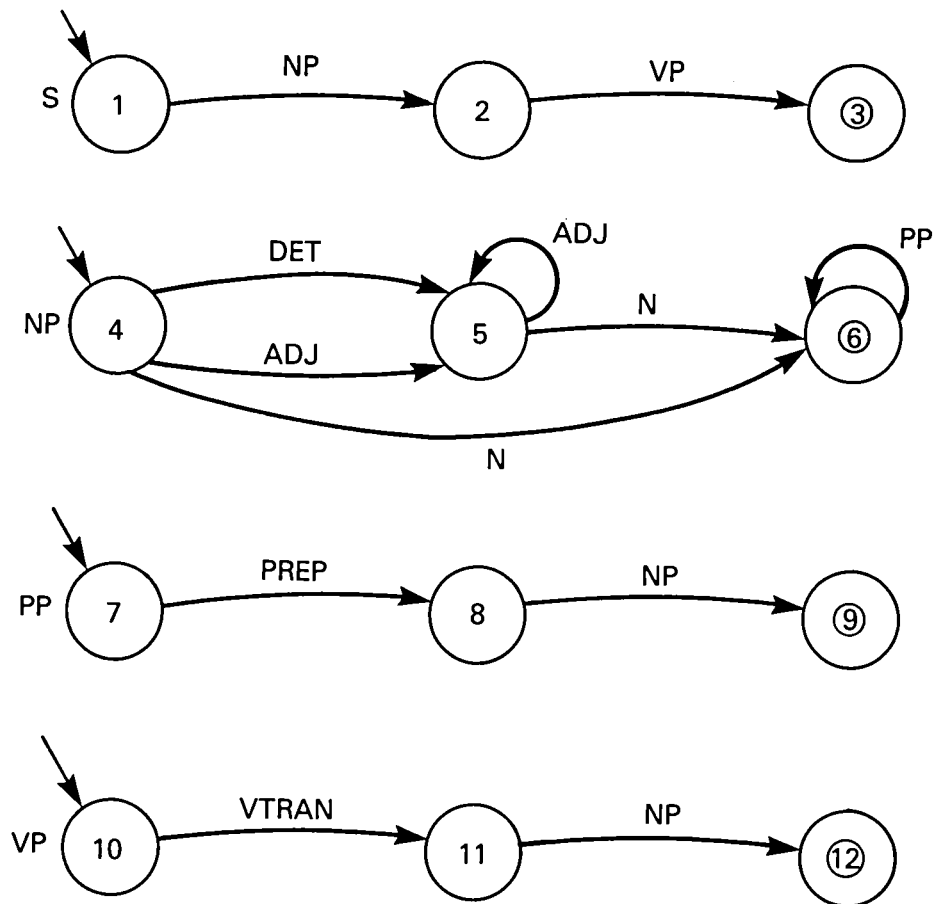 NP VP
S 1 2 3
DET ADJ PP
NP 4 5 N 6
ADJ
N
PREP NP
PP 7 8 9
VTRAN NP
VP 10 11 12